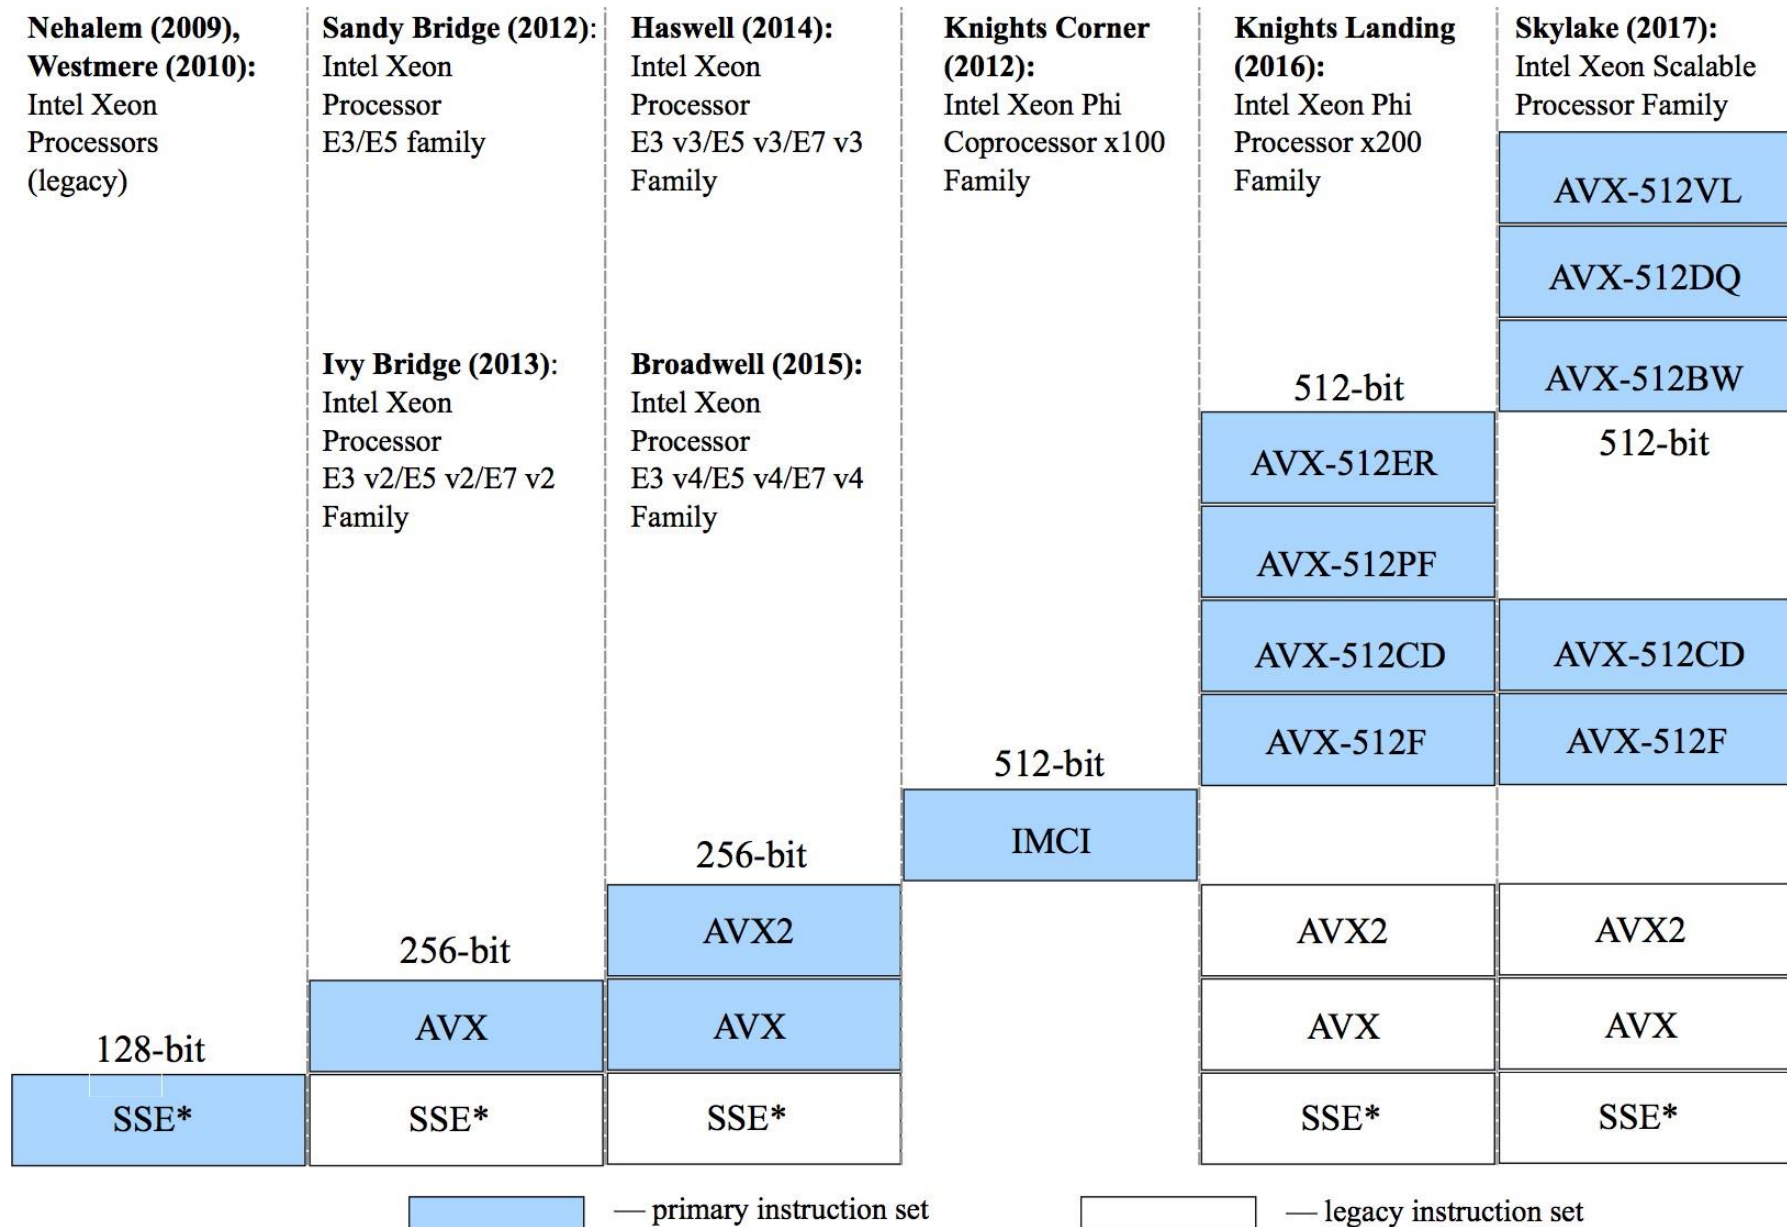 Nehalem (2009),
Westmere (2010):
Intel Xeon
Processors
(legacy)
128-bit
SSE*
Sandy Bridge (2012):
Intel Xeon
Processor
E3/E5 family
Ivy Bridge (2013):
Intel Xeon
Processor
E3 v2/E5 v2/E7 v2
Family
256-bit
AVX
SSE*
Haswell (2014):
Intel Xeon
Processor
E3 v3/E5 v3/E7 v3
Family
Broadwell (2015):
Intel Xeon
Processor
E3 v4/E5 v4/E7 v4
Family
256-bit
AVX2
AVX
SSE*
Knights Corner
(2012):
Intel Xeon Phi
Coprocessor x100
Family
512-bit
IMCI
Knights Landing
(2016):
Intel Xeon Phi
Processor x200
Family
512-bit
AVX-512ER
AVX-512PF
AVX-512CD
AVX-512F
AVX2
AVX
SSE*
Skylake (2017):
Intel Xeon Scalable
Processor Family
AVX-512VL
AVX-512DQ
AVX-512BW
512-bit
AVX-512CD
AVX-512F
AVX2
AVX
SSE*
— primary instruction set
— legacy instruction set